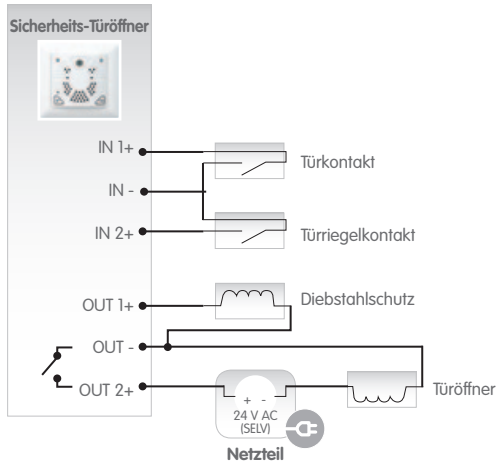 Sicherheits-Türöffner
IN 1+
Türkontakt
IN -
IN 2+
Türriegelkontakt
OUT 1+
Diebstahlschutz
OUT -
OUT 2+
Türöffner
+ -
24 V AC
(SELV)
Netzteil